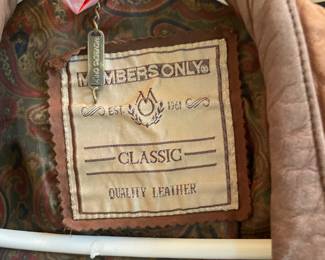 MEMBERS ONLY®
EST. 1981
CLASSIC
QUALITY LEATHER